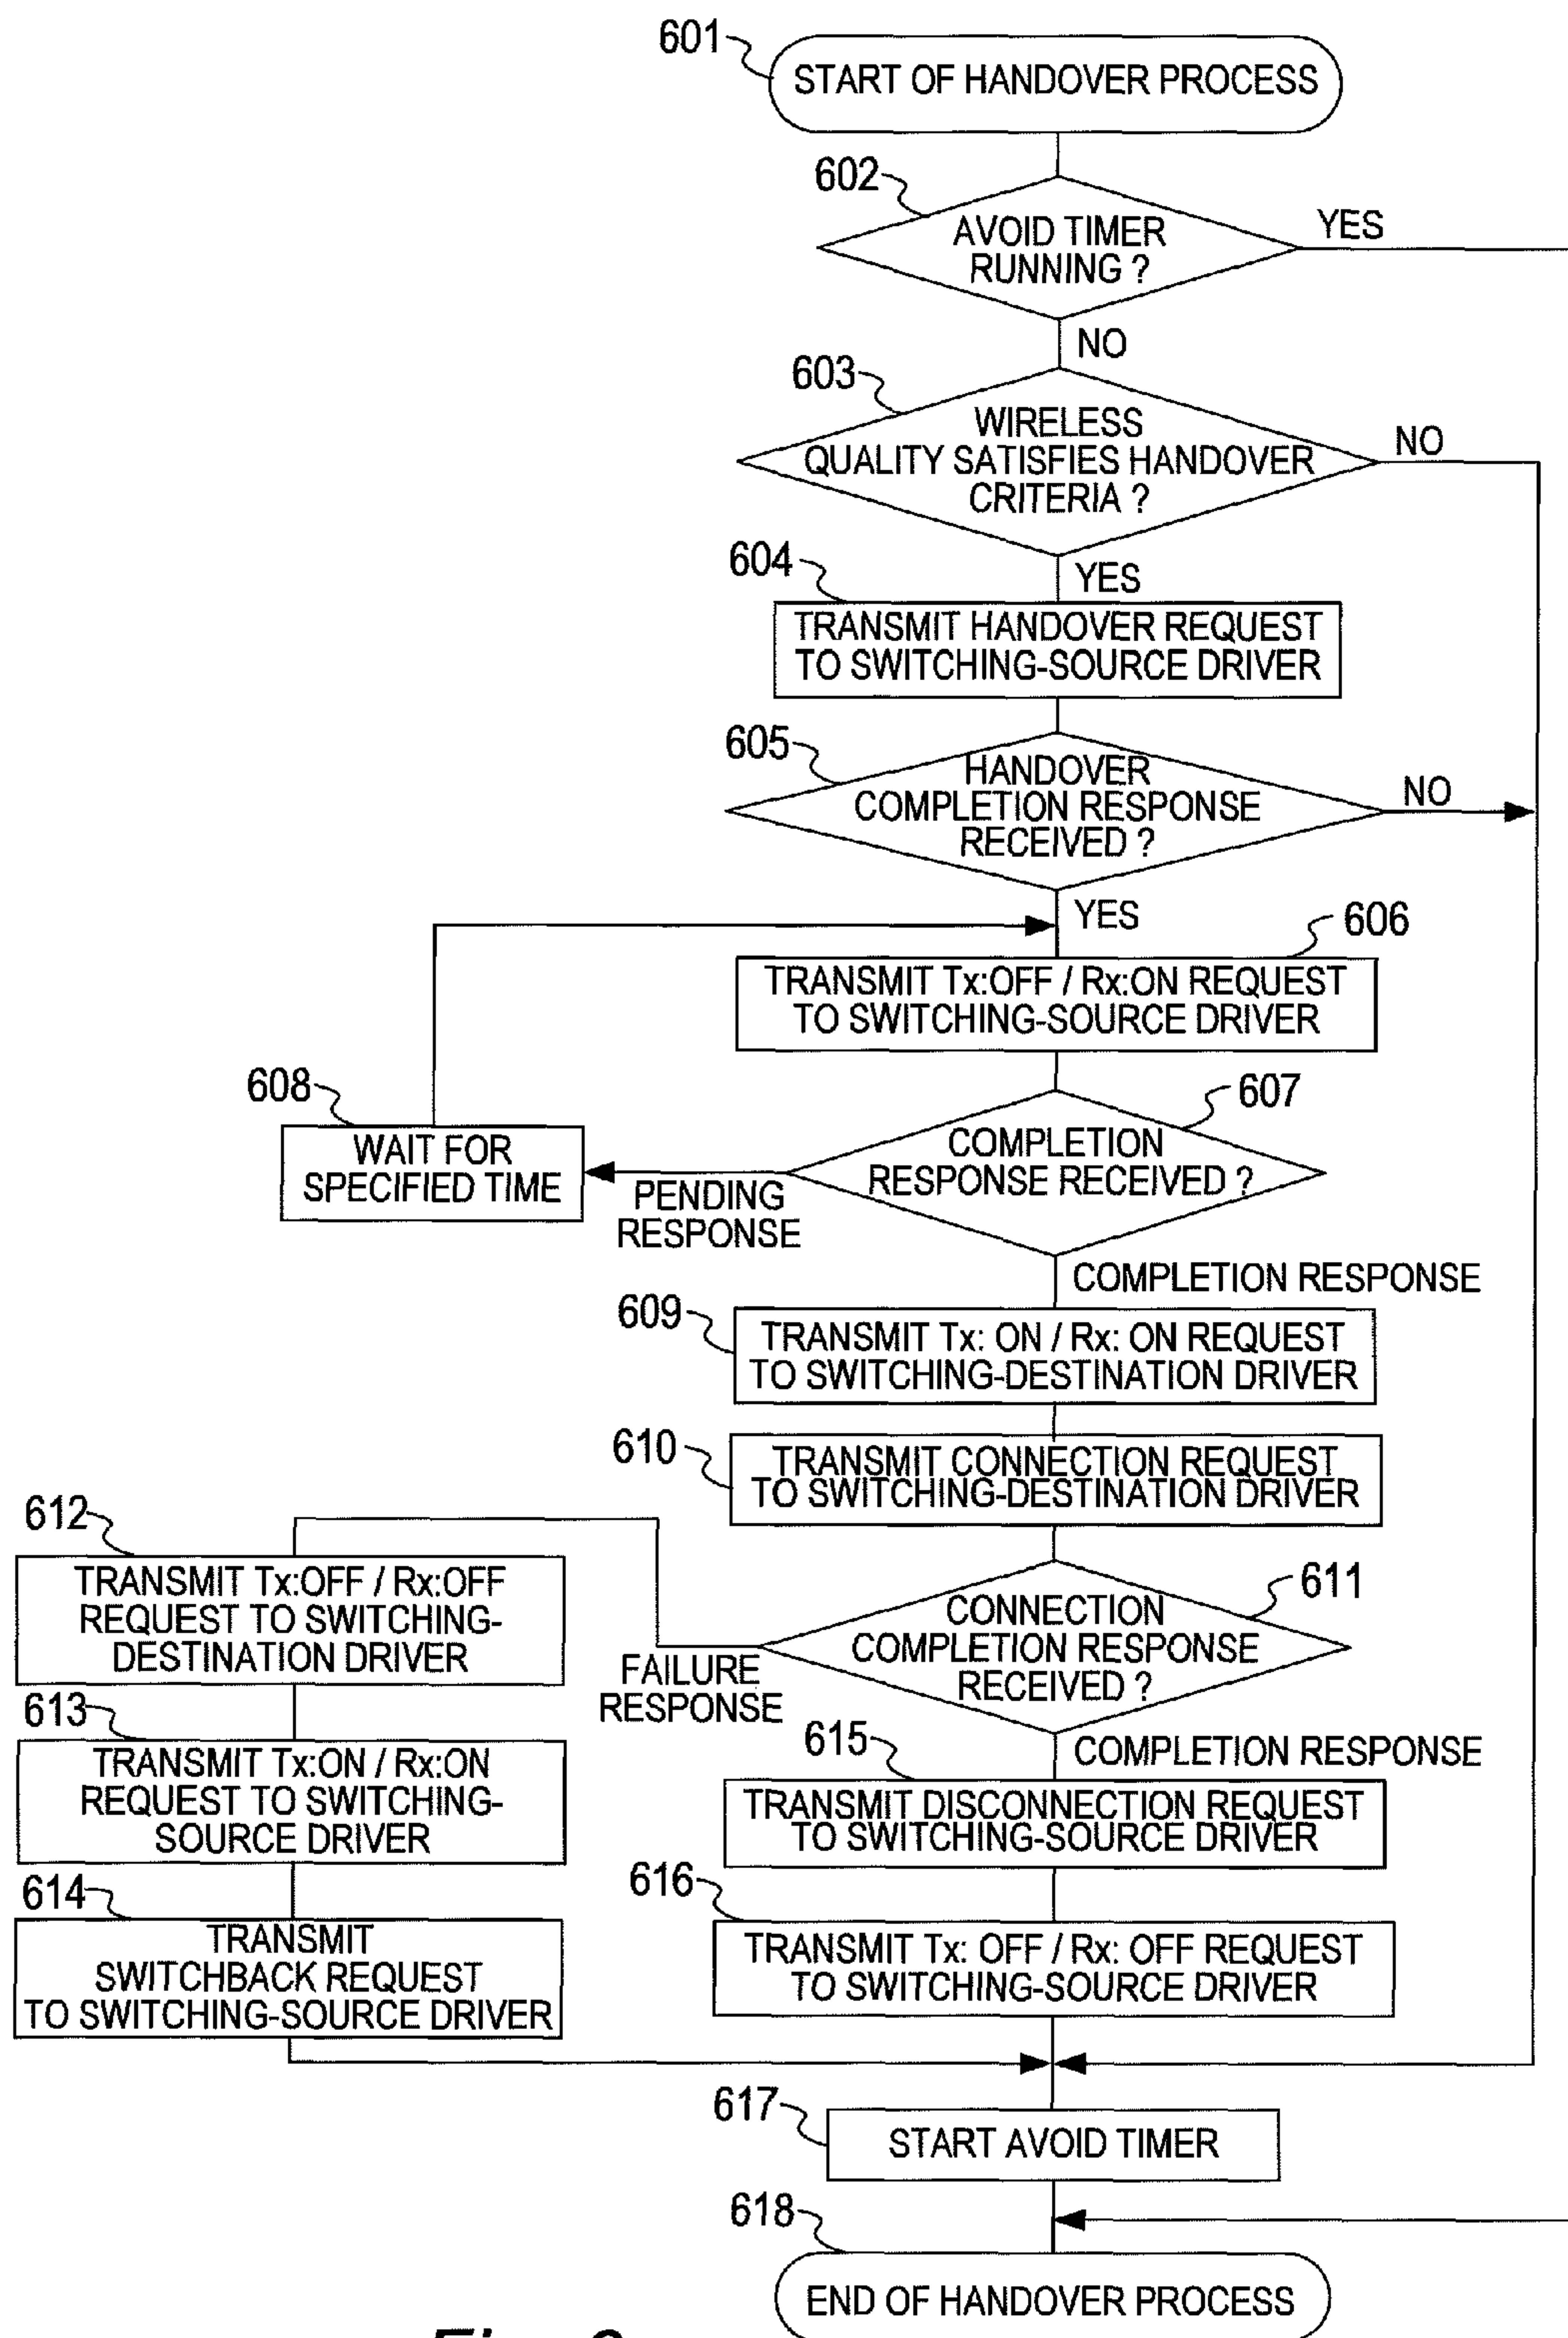 601
START OF HANDOVER PROCESS
602
AVOID TIMER
RUNNING ?
YES
NO
603
WIRELESS
QUALITY SATISFIES HANDOVER
CRITERIA ?
NO
YES
604
TRANSMIT HANDOVER REQUEST
TO SWITCHING-SOURCE DRIVER
605
HANDOVER
COMPLETION RESPONSE
RECEIVED ?
NO
YES
606
TRANSMIT Tx:OFF / Rx:ON REQUEST
TO SWITCHING-SOURCE DRIVER
607
COMPLETION
RESPONSE RECEIVED ?
608
WAIT FOR
SPECIFIED TIME
PENDING
RESPONSE
COMPLETION RESPONSE
609
TRANSMIT Tx: ON / Rx: ON REQUEST
TO SWITCHING-DESTINATION DRIVER
610
TRANSMIT CONNECTION REQUEST
TO SWITCHING-DESTINATION DRIVER
611
CONNECTION
COMPLETION RESPONSE
RECEIVED ?
FAILURE
RESPONSE
COMPLETION RESPONSE
612
TRANSMIT Tx:OFF / Rx:OFF
REQUEST TO SWITCHING-
DESTINATION DRIVER
613
TRANSMIT Tx:ON / Rx:ON
REQUEST TO SWITCHING-
SOURCE DRIVER
614
TRANSMIT
SWITCHBACK REQUEST
TO SWITCHING-SOURCE DRIVER
615
TRANSMIT DISCONNECTION REQUEST
TO SWITCHING-SOURCE DRIVER
616
TRANSMIT Tx: OFF / Rx: OFF REQUEST
TO SWITCHING-SOURCE DRIVER
617
START AVOID TIMER
618
END OF HANDOVER PROCESS